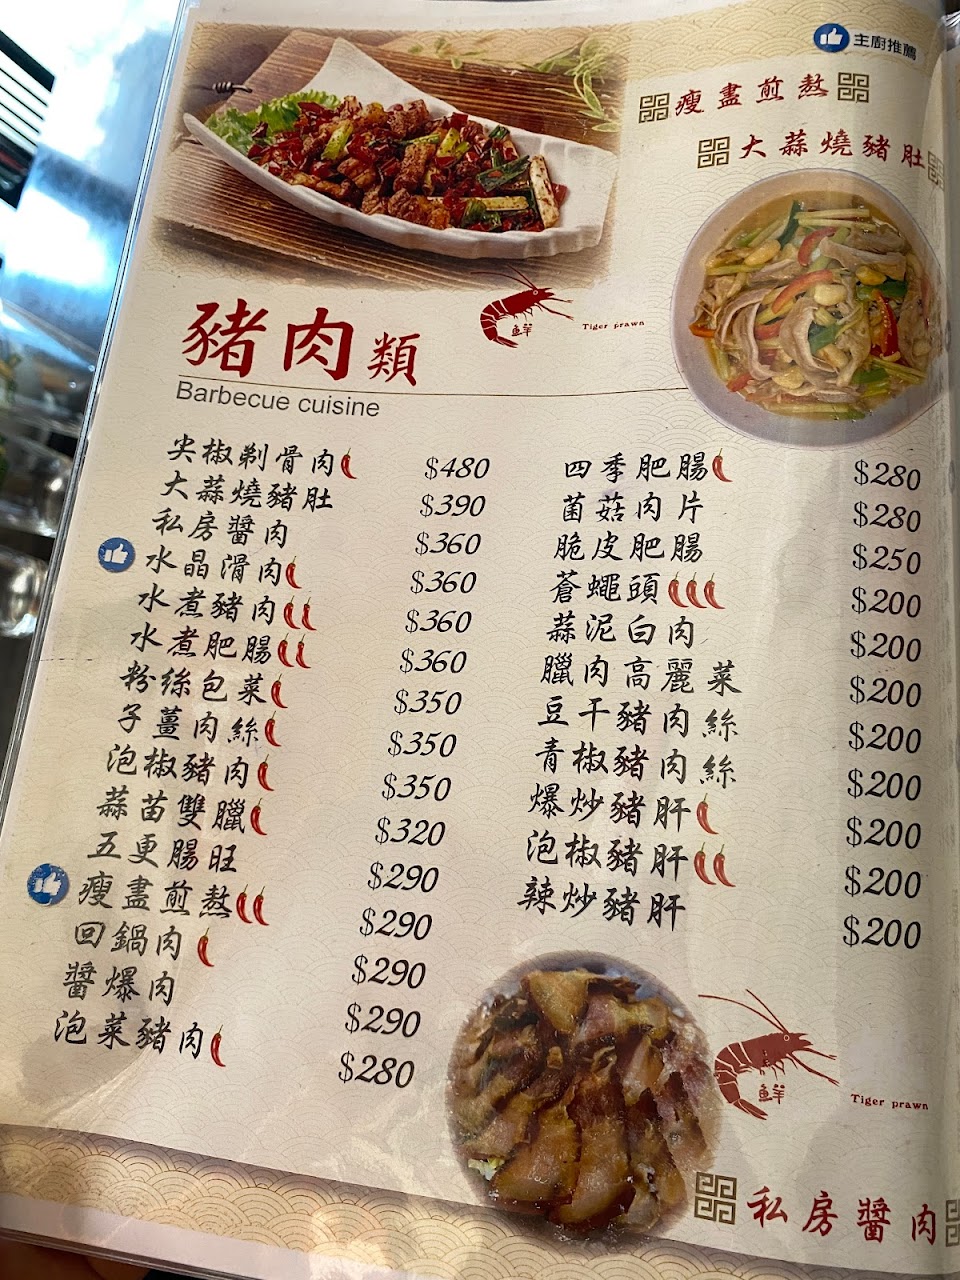 主廚推薦
瘦盡煎熬
大蒜燒豬肚
鮮
Tiger prawn
豬肉類
Barbecue cuisine
尖椒剃骨肉 $480
大蒜燒豬肚 $390
私房醬肉 $360
水晶滑肉 $360
水煮豬肉 $360
水煮肥腸 $360
粉絲包菜 $350
子薑肉絲 $350
泡椒豬肉 $350
蒜苗雙臘 $320
五更腸旺 $290
瘦盡煎熬 $290
回鍋肉 $290
醬爆肉 $290
泡菜豬肉 $280
四季肥腸 $280
菌菇肉片 $280
脆皮肥腸 $250
蒼蠅頭 $200
蒜泥白肉 $200
臘肉高麗菜 $200
豆干豬肉絲 $200
青椒豬肉絲 $200
爆炒豬肝 $200
泡椒豬肝 $200
辣炒豬肝 $200
鮮
Tiger prawn
私房醬肉